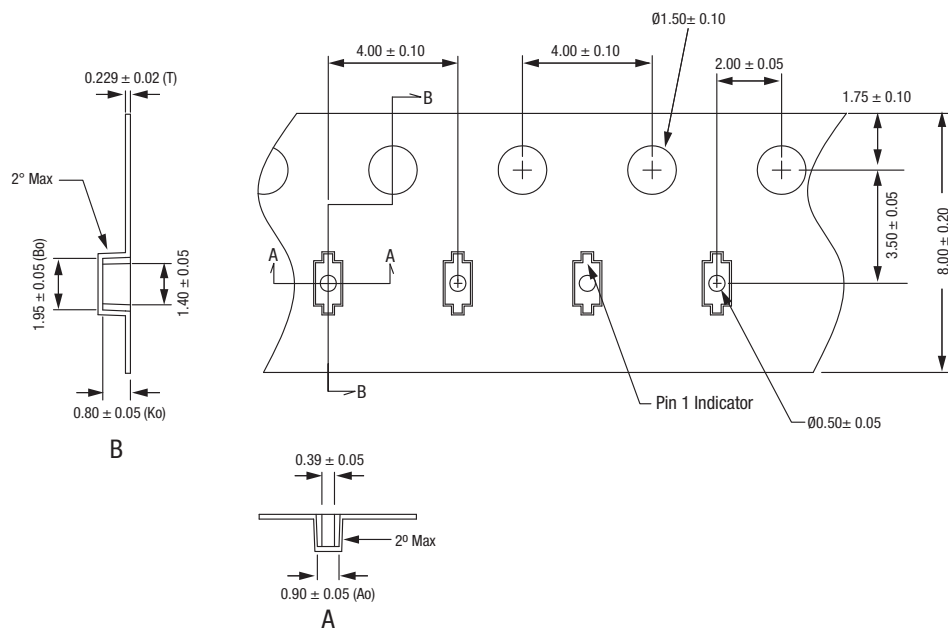 Ø1.50± 0.10
4.00 ± 0.10
4.00 ± 0.10
2.00 ± 0.05
0.229 ± 0.02 (T)
B
1.75 ± 0.10
2° Max
3.50 ± 0.05
8.00 ± 0.20
A
A
1.95 ± 0.05 (Bo)
1.40 ± 0.05
B
Pin 1 Indicator
0.80 ± 0.05 (Ko)
Ø0.50± 0.05
B
0.39 ± 0.05
2º Max
0.90 ± 0.05 (Ao)
A